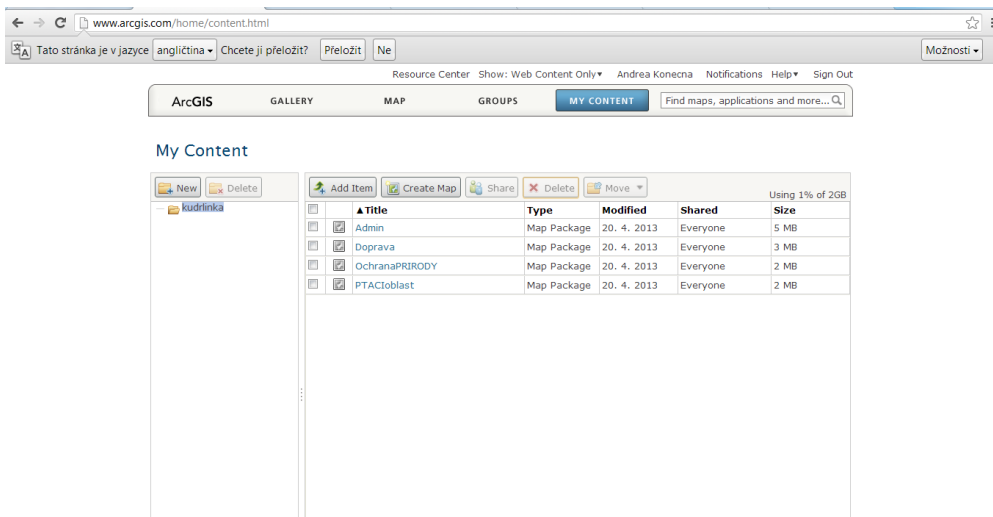 www.arcgis.com/home/content.html
Tato stránka je v jazyce angličtina Chcete ji přeložit? Přeložit Ne Možnosti
Resource Center Show: Web Content Only Andrea Konecna Notifications Help Sign Out
ArcGIS GALLERY MAP GROUPS MY CONTENT Find maps, applications and more...
My Content
New Delete Add Item Create Map Share Delete Move Using 1% of 2GB
kudrlinka
Title Type Modified Shared Size
Admin Map Package 20. 4. 2013 Everyone 5 MB
Doprava Map Package 20. 4. 2013 Everyone 3 MB
OchranaPRIRODY Map Package 20. 4. 2013 Everyone 2 MB
PTACIoblast Map Package 20. 4. 2013 Everyone 2 MB